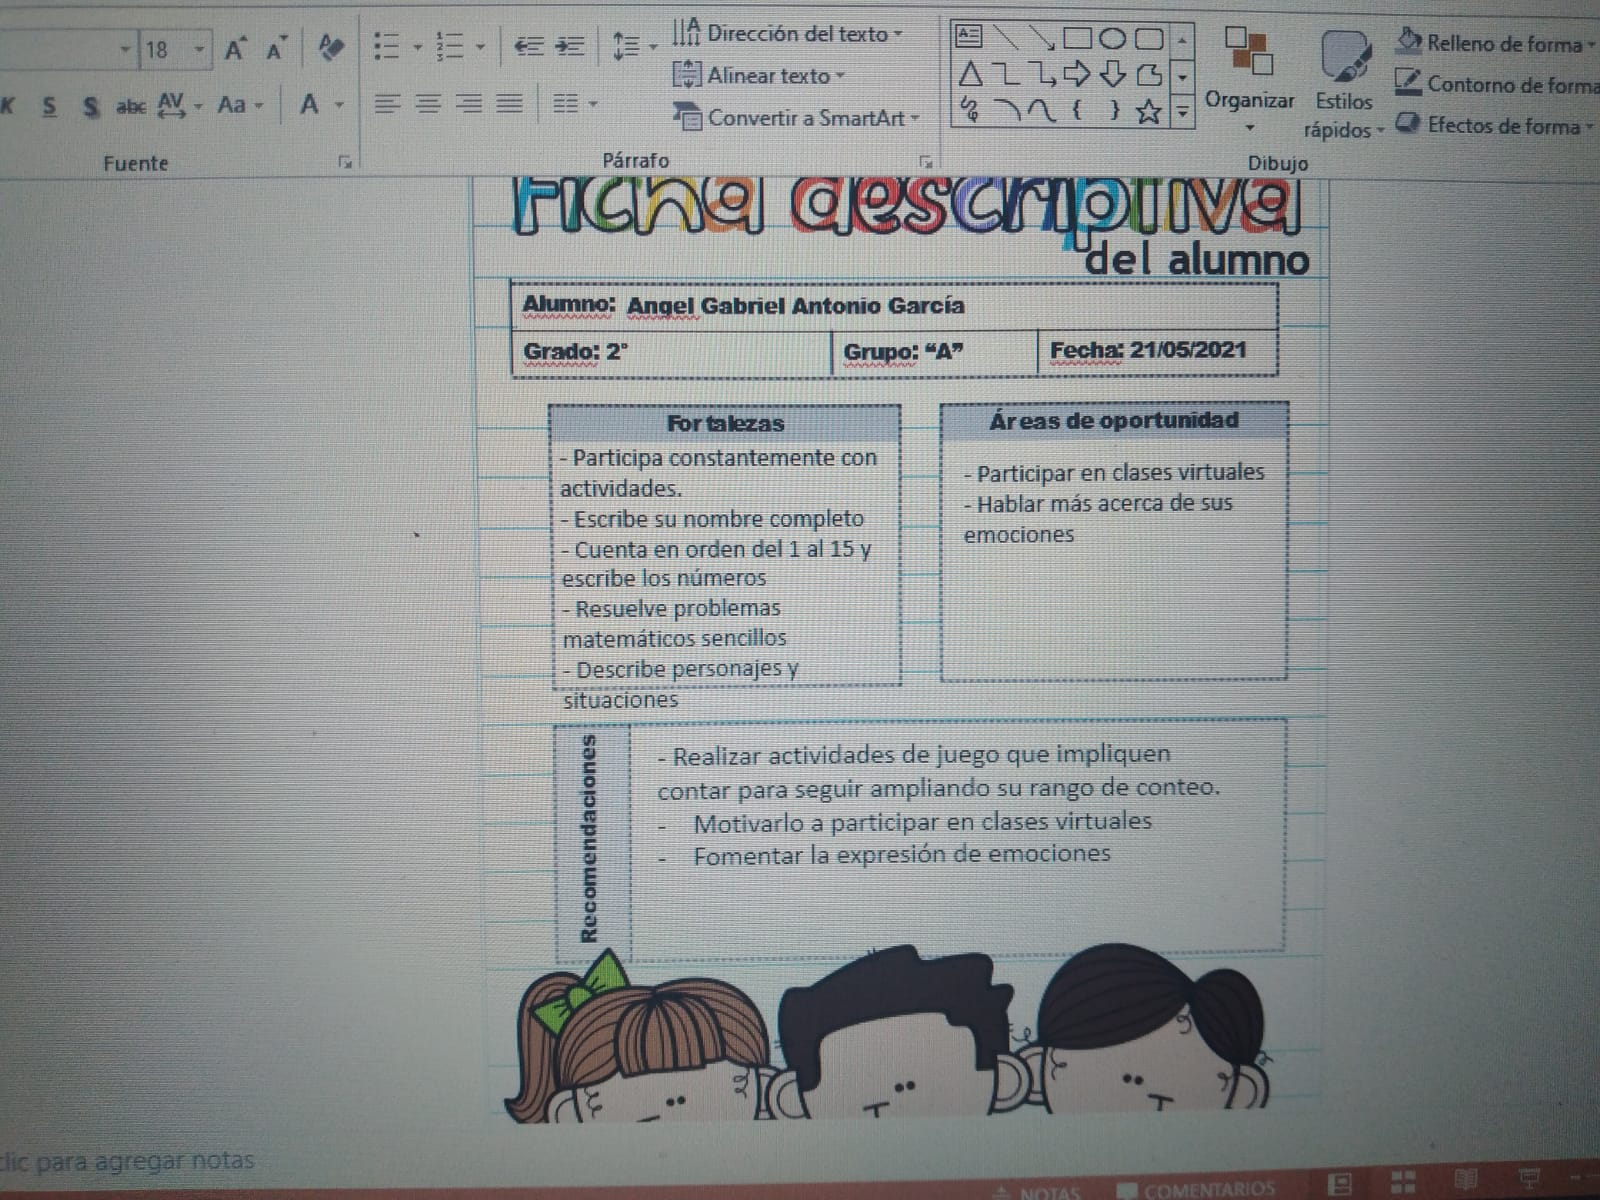 18
Dirección del texto
Alinear texto
Convertir a SmartArt
K S S abc AV Aa A
Organizar
Estilos
rápidos
Relleno de forma
Contorno de forma
Efectos de forma
Fuente
Párrafo
Dibujo
Ficha descriptiva
del alumno
Alumno: Angel Gabriel Antonio García
Grado: 2° Grupo: “A” Fecha: 21/05/2021
Fortalezas
- Participa constantemente con
actividades.
- Escribe su nombre completo
- Cuenta en orden del 1 al 15 y
escribe los números
- Resuelve problemas
matemáticos sencillos
- Describe personajes y
situaciones
Áreas de oportunidad
- Participar en clases virtuales
- Hablar más acerca de sus
emociones
Recomendaciones
- Realizar actividades de juego que impliquen
contar para seguir ampliando su rango de conteo.
- Motivarlo a participar en clases virtuales
- Fomentar la expresión de emociones
clic para agregar notas
NOTAS COMENTARIOS